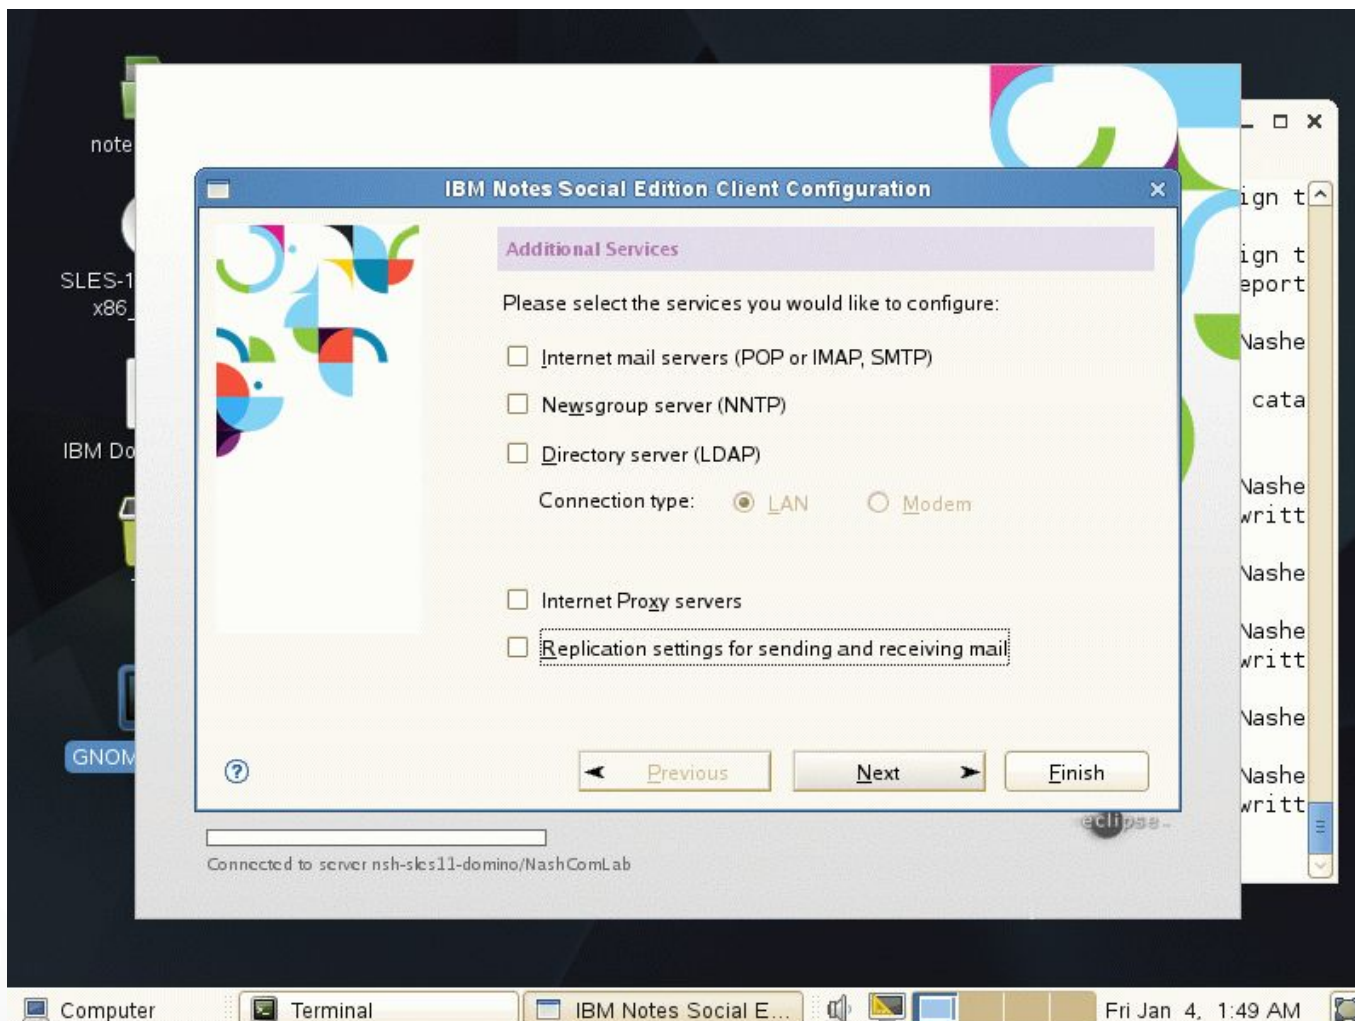 note
SLES-1
x86_
IBM Do
GNOM
IBM Notes Social Edition Client Configuration
Additional Services
Please select the services you would like to configure:
Internet mail servers (POP or IMAP, SMTP)
Newsgroup server (NNTP)
Directory server (LDAP)
Connection type: LAN Modem
Internet Proxy servers
Replication settings for sending and receiving mail
Previous Next Finish
eclipse
Connected to server nsh-sles11-domino/NashComLab
ign t
ign t
eport
Nashe
cata
Nashe
writt
Nashe
Nashe
writt
Nashe
Nashe
writt
Computer Terminal IBM Notes Social E... Fri Jan 4, 1:49 AM